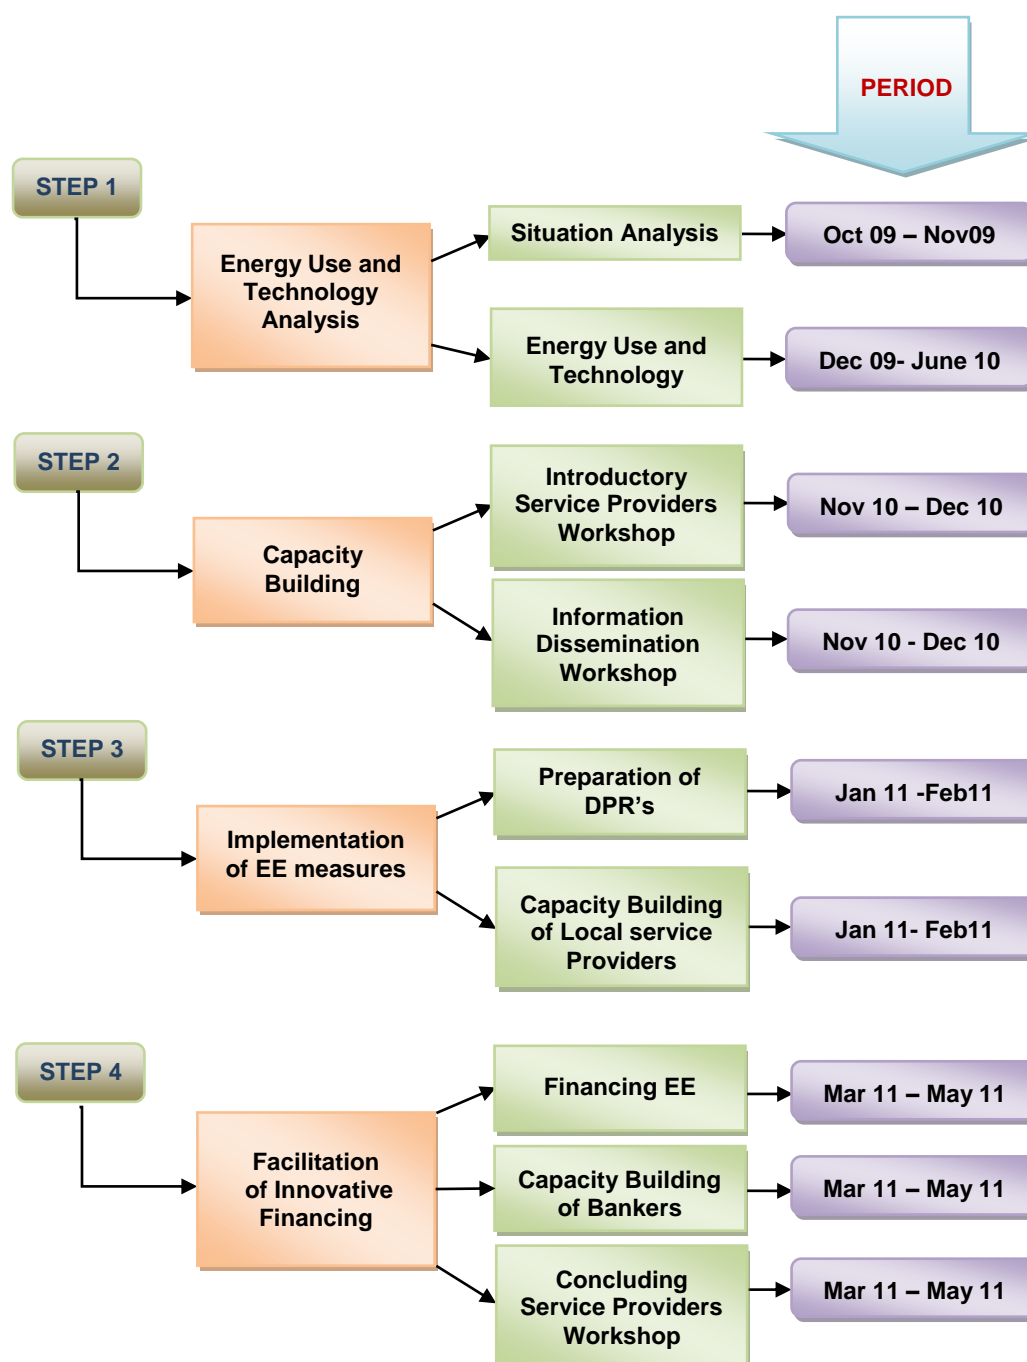 PERIOD
STEP 1
Energy Use and
Technology
Analysis
Situation Analysis
Oct 09 – Nov09
Energy Use and
Technology
Dec 09- June 10
STEP 2
Capacity
Building
Introductory
Service Providers
Workshop
Nov 10 – Dec 10
Information
Dissemination
Workshop
Nov 10 - Dec 10
STEP 3
Implementation
of EE measures
Preparation of
DPR's
Jan 11 -Feb11
Capacity Building
of Local service
Providers
Jan 11- Feb11
STEP 4
Facilitation
of Innovative
Financing
Financing EE
Mar 11 – May 11
Capacity Building
of Bankers
Mar 11 – May 11
Concluding
Service Providers
Workshop
Mar 11 – May 11